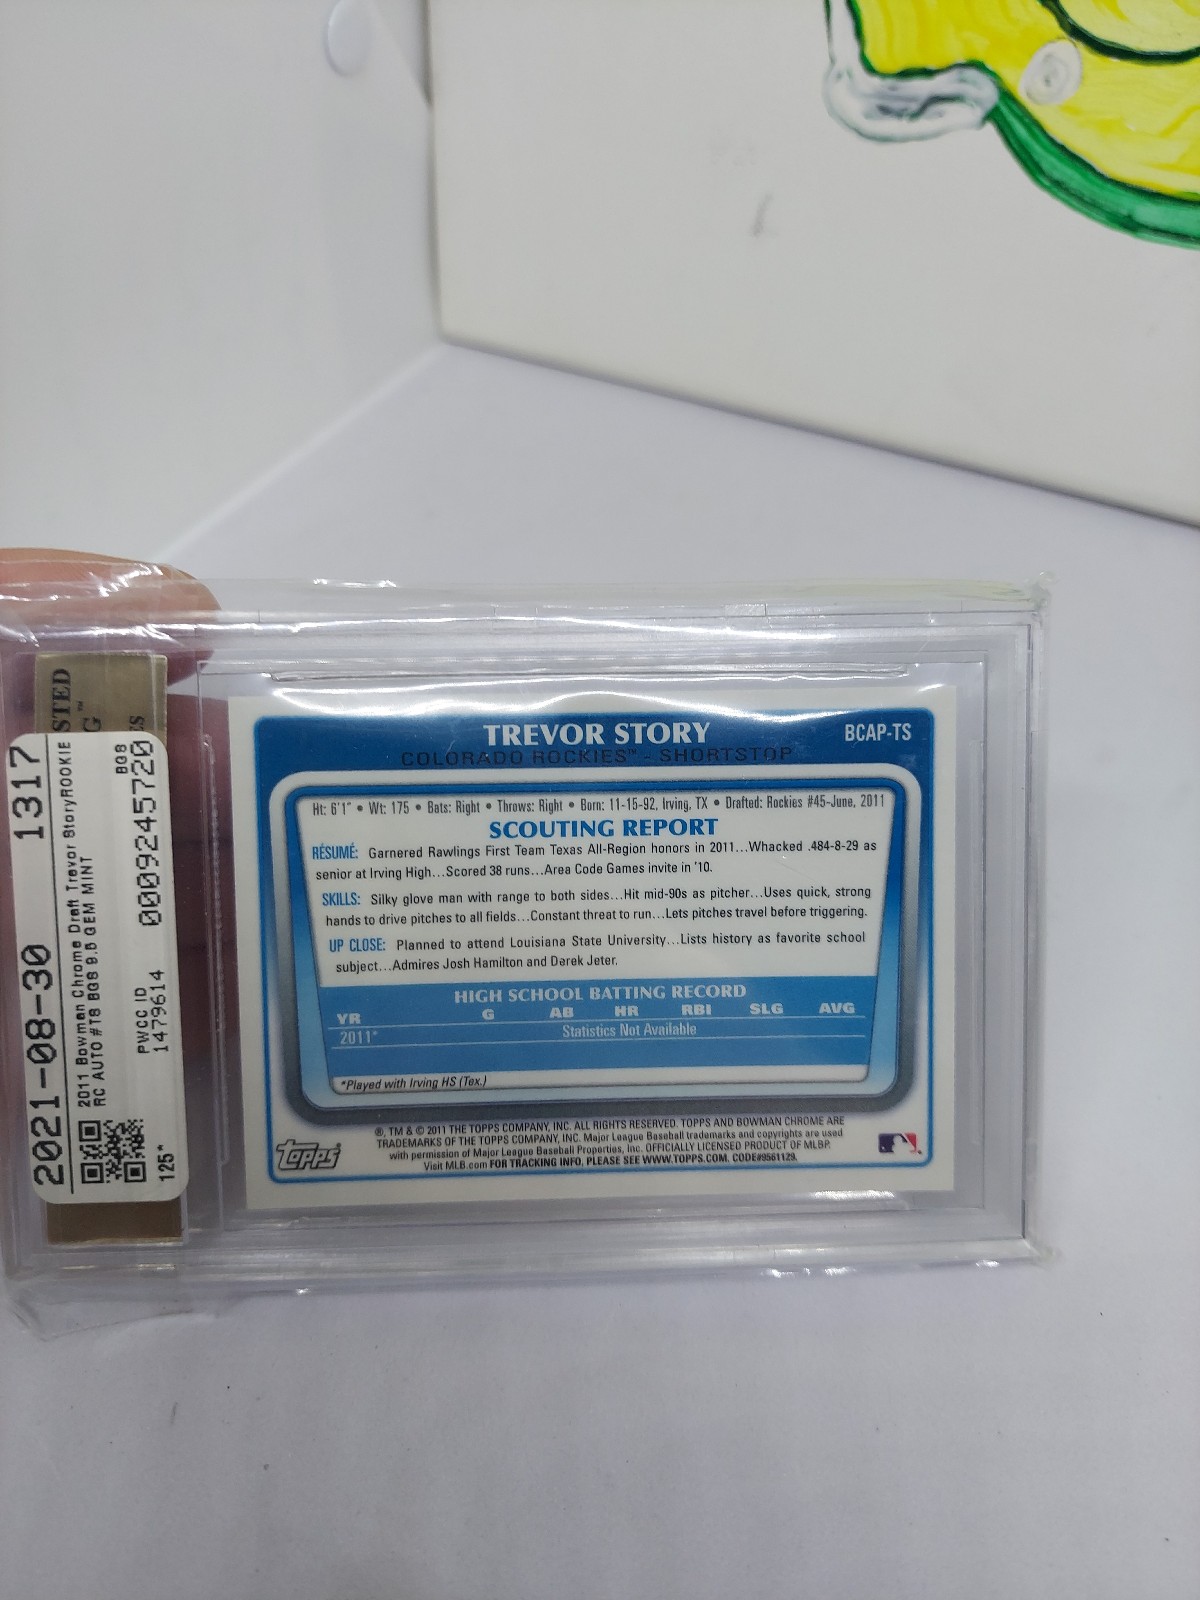 TREVOR STORY
BCAP-TS
COLORADO ROCKIES™ - SHORTSTOP
Ht: 6'1" • Wt: 175 • Bats: Right • Throws: Right • Born: 11-15-92, Irving, TX • Drafted: Rockies #45-June, 2011
SCOUTING REPORT
RÉSUMÉ: Garnered Rawlings First Team Texas All-Region honors in 2011...Whacked .484-8-29 as
senior at Irving High...Scored 38 runs...Area Code Games invite in '10.
SKILLS: Silky glove man with range to both sides...Hit mid-90s as pitcher...Uses quick, strong
hands to drive pitches to all fields...Constant threat to run...Lets pitches travel before triggering.
UP CLOSE: Planned to attend Louisiana State University...Lists history as favorite school
subject...Admires Josh Hamilton and Derek Jeter.
HIGH SCHOOL BATTING RECORD
YR G AB HR RBI SLG AVG
2011* Statistics Not Available
*Played with Irving HS (Tex.)
®, TM & © 2011 THE TOPPS COMPANY, INC. ALL RIGHTS RESERVED. TOPPS AND BOWMAN CHROME ARE
TRADEMARKS OF THE TOPPS COMPANY, INC. Major League Baseball trademarks and copyrights are used
with permission of Major League Baseball Properties, Inc. OFFICIALLY LICENSED PRODUCT OF MLBP.
Visit MLB.com FOR TRACKING INFO, PLEASE SEE WWW.TOPPS.COM. CODE#9561129.
Topps
2021-08-30 1317
2011 Bowman Chrome Draft Trevor StoryROOKIE
RC AUTO #TS BGS 9.5 GEM MINT
BGS
0009245720
PWCC ID
1479614
125*
STED
G™
ES